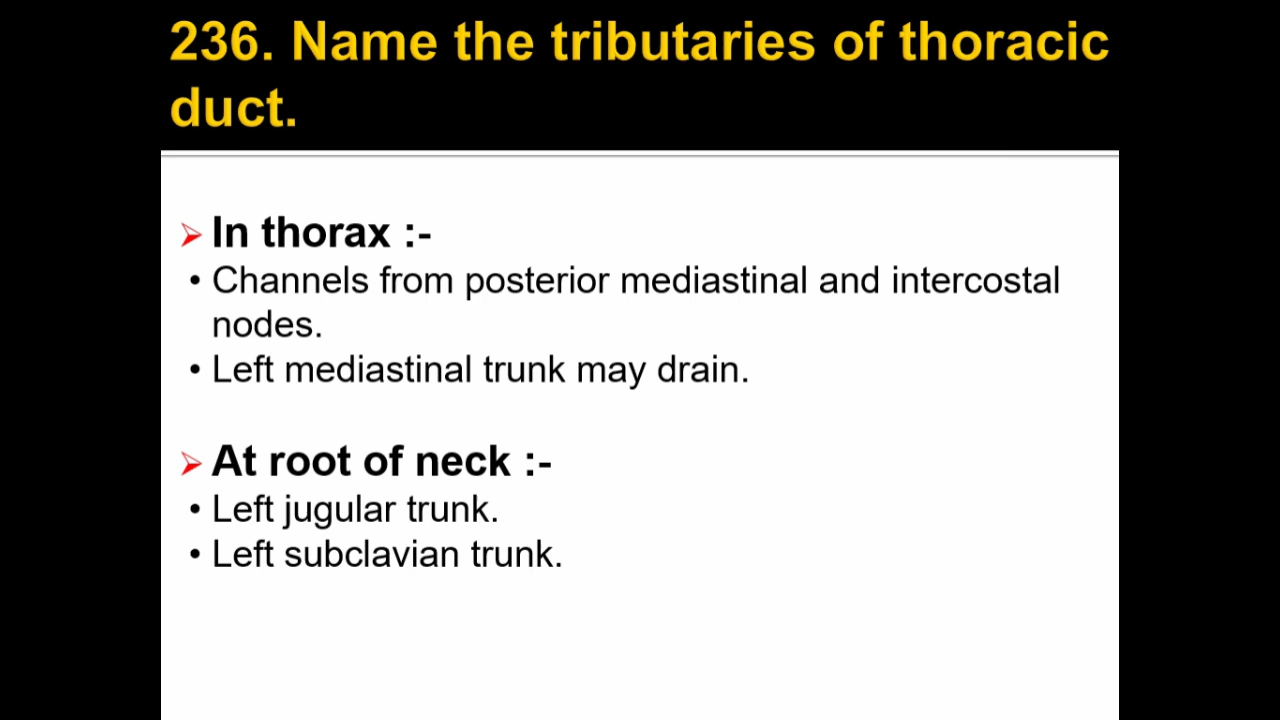 236. Name the tributaries of thoracic
duct.
➢ In thorax :-
• Channels from posterior mediastinal and intercostal
nodes.
• Left mediastinal trunk may drain.
➢ At root of neck :-
• Left jugular trunk.
• Left subclavian trunk.